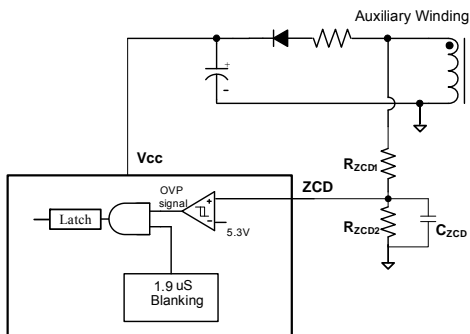 Auxiliary Winding
+
-
Vcc
RZCD1
OVP
signal
ZCD
+
-
Latch
5.3V
RZCD2
CZCD
1.9 uS
Blanking